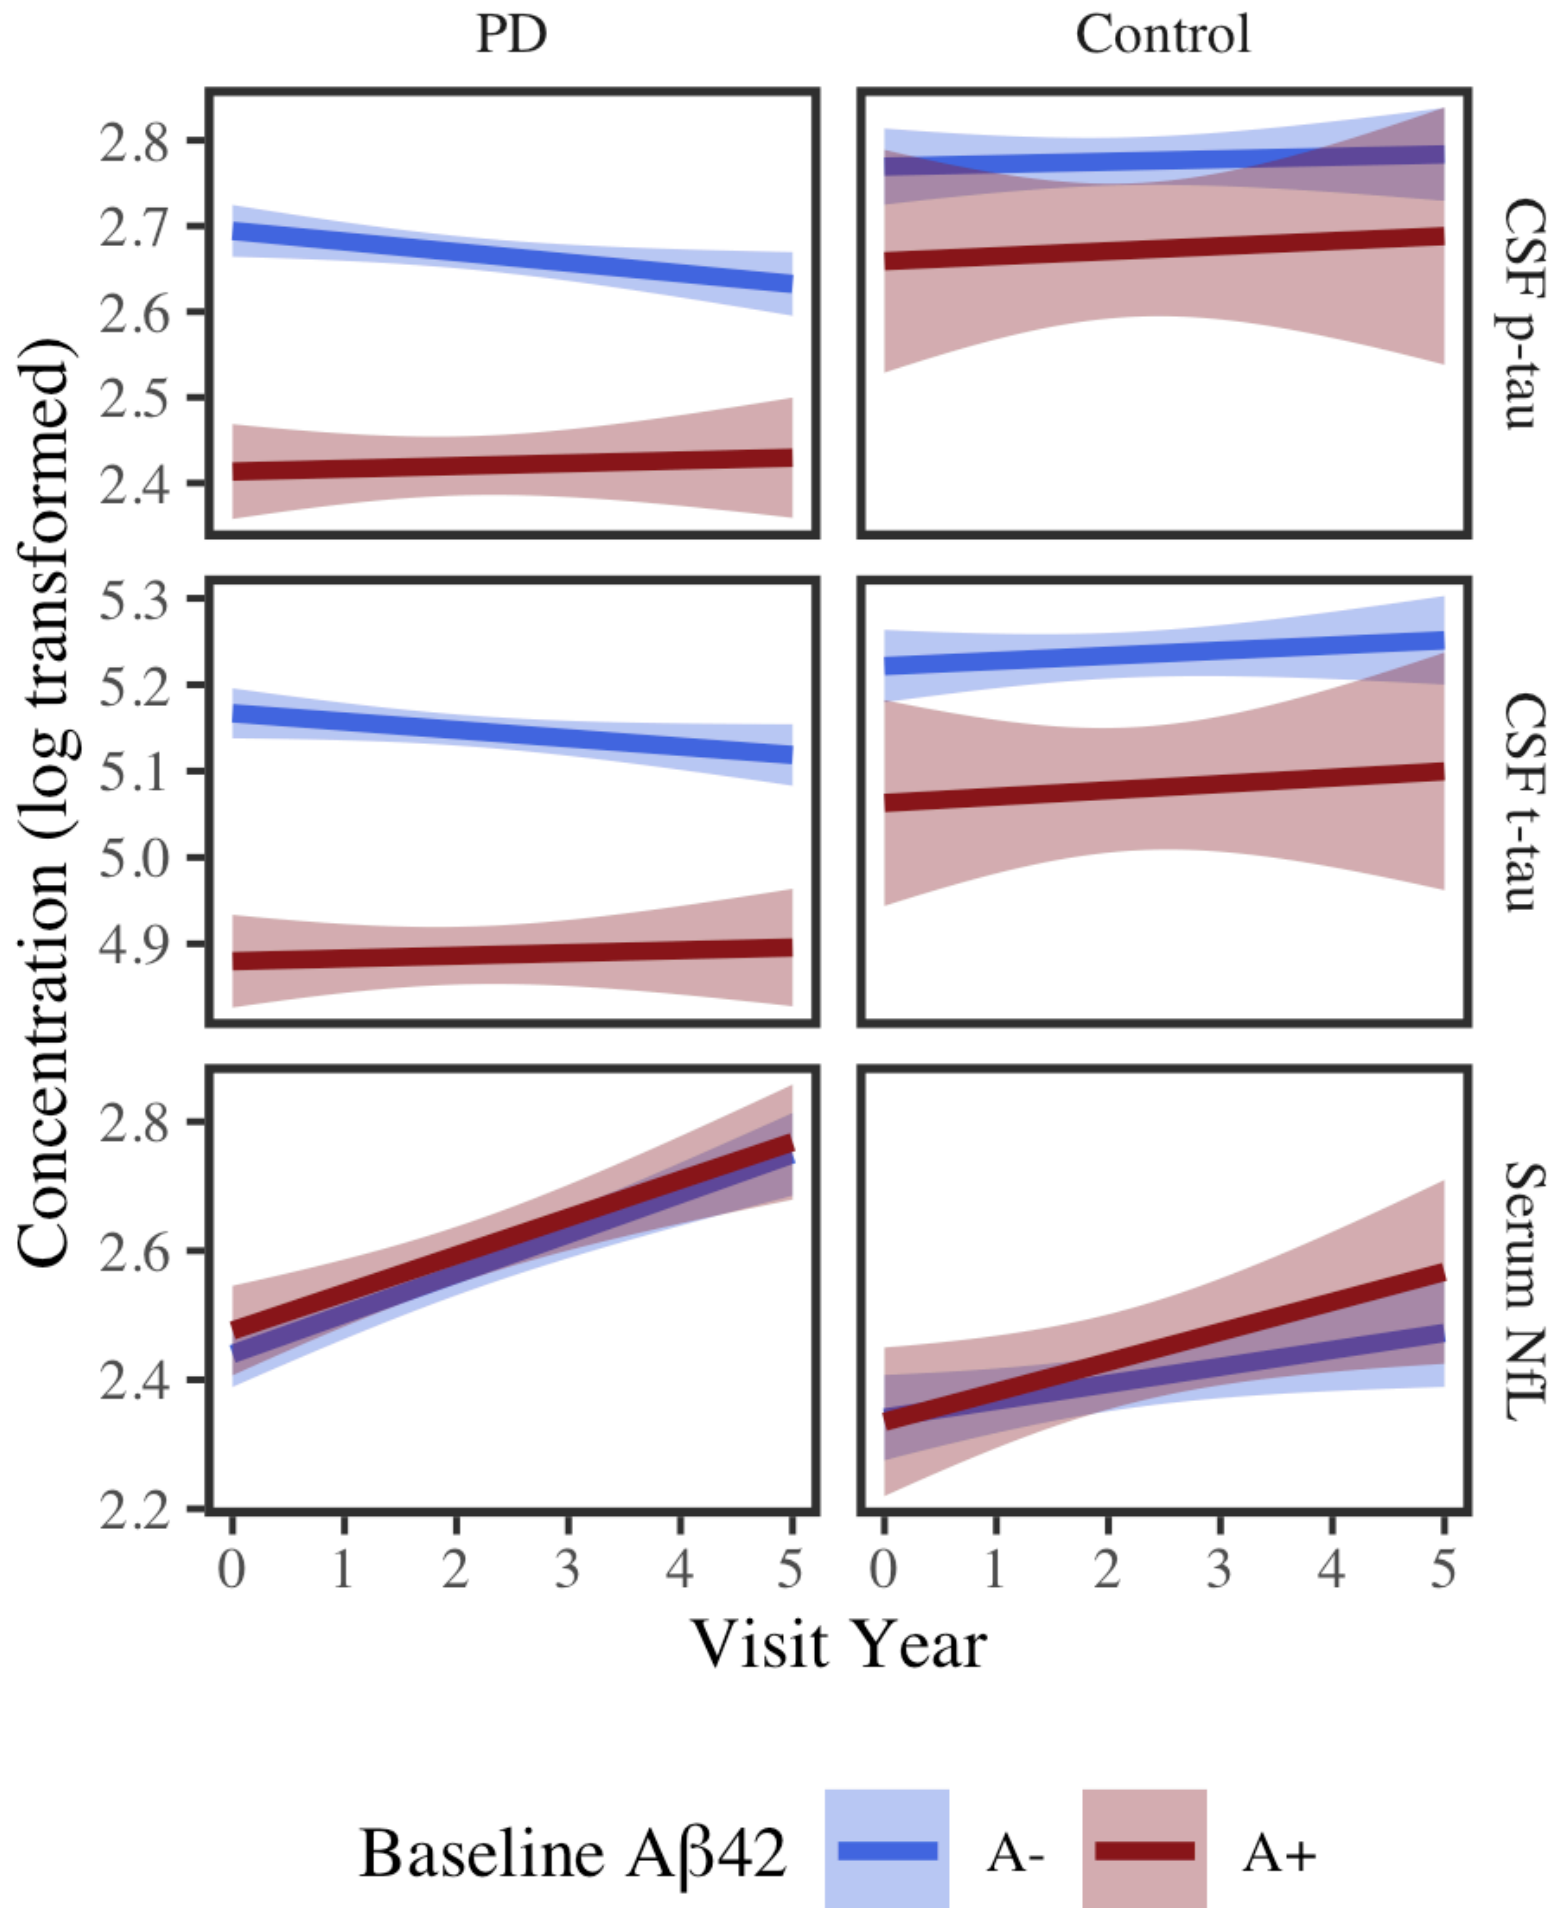 PD
Control
2.8
2.7
2.6
2.5
2.4
CSF p-tau
5.3
5.2
5.1
5.0
4.9
CSF t-tau
2.8
2.6
2.4
2.2
Serum NfL
Concentration (log transformed)
0 1 2 3 4 5
0 1 2 3 4 5
Visit Year
Baseline Aβ42 A- A+